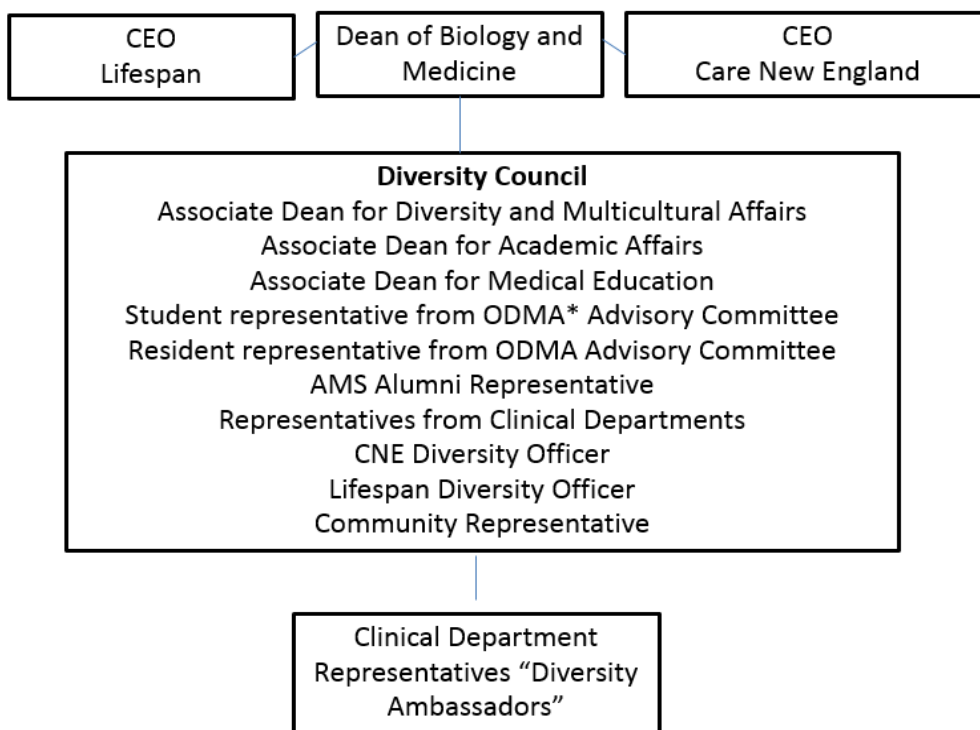 CEO
Lifespan
Dean of Biology and
Medicine
CEO
Care New England
Diversity Council
Associate Dean for Diversity and Multicultural Affairs
Associate Dean for Academic Affairs
Associate Dean for Medical Education
Student representative from ODMA* Advisory Committee
Resident representative from ODMA Advisory Committee
AMS Alumni Representative
Representatives from Clinical Departments
CNE Diversity Officer
Lifespan Diversity Officer
Community Representative
Clinical Department
Representatives “Diversity
Ambassadors”